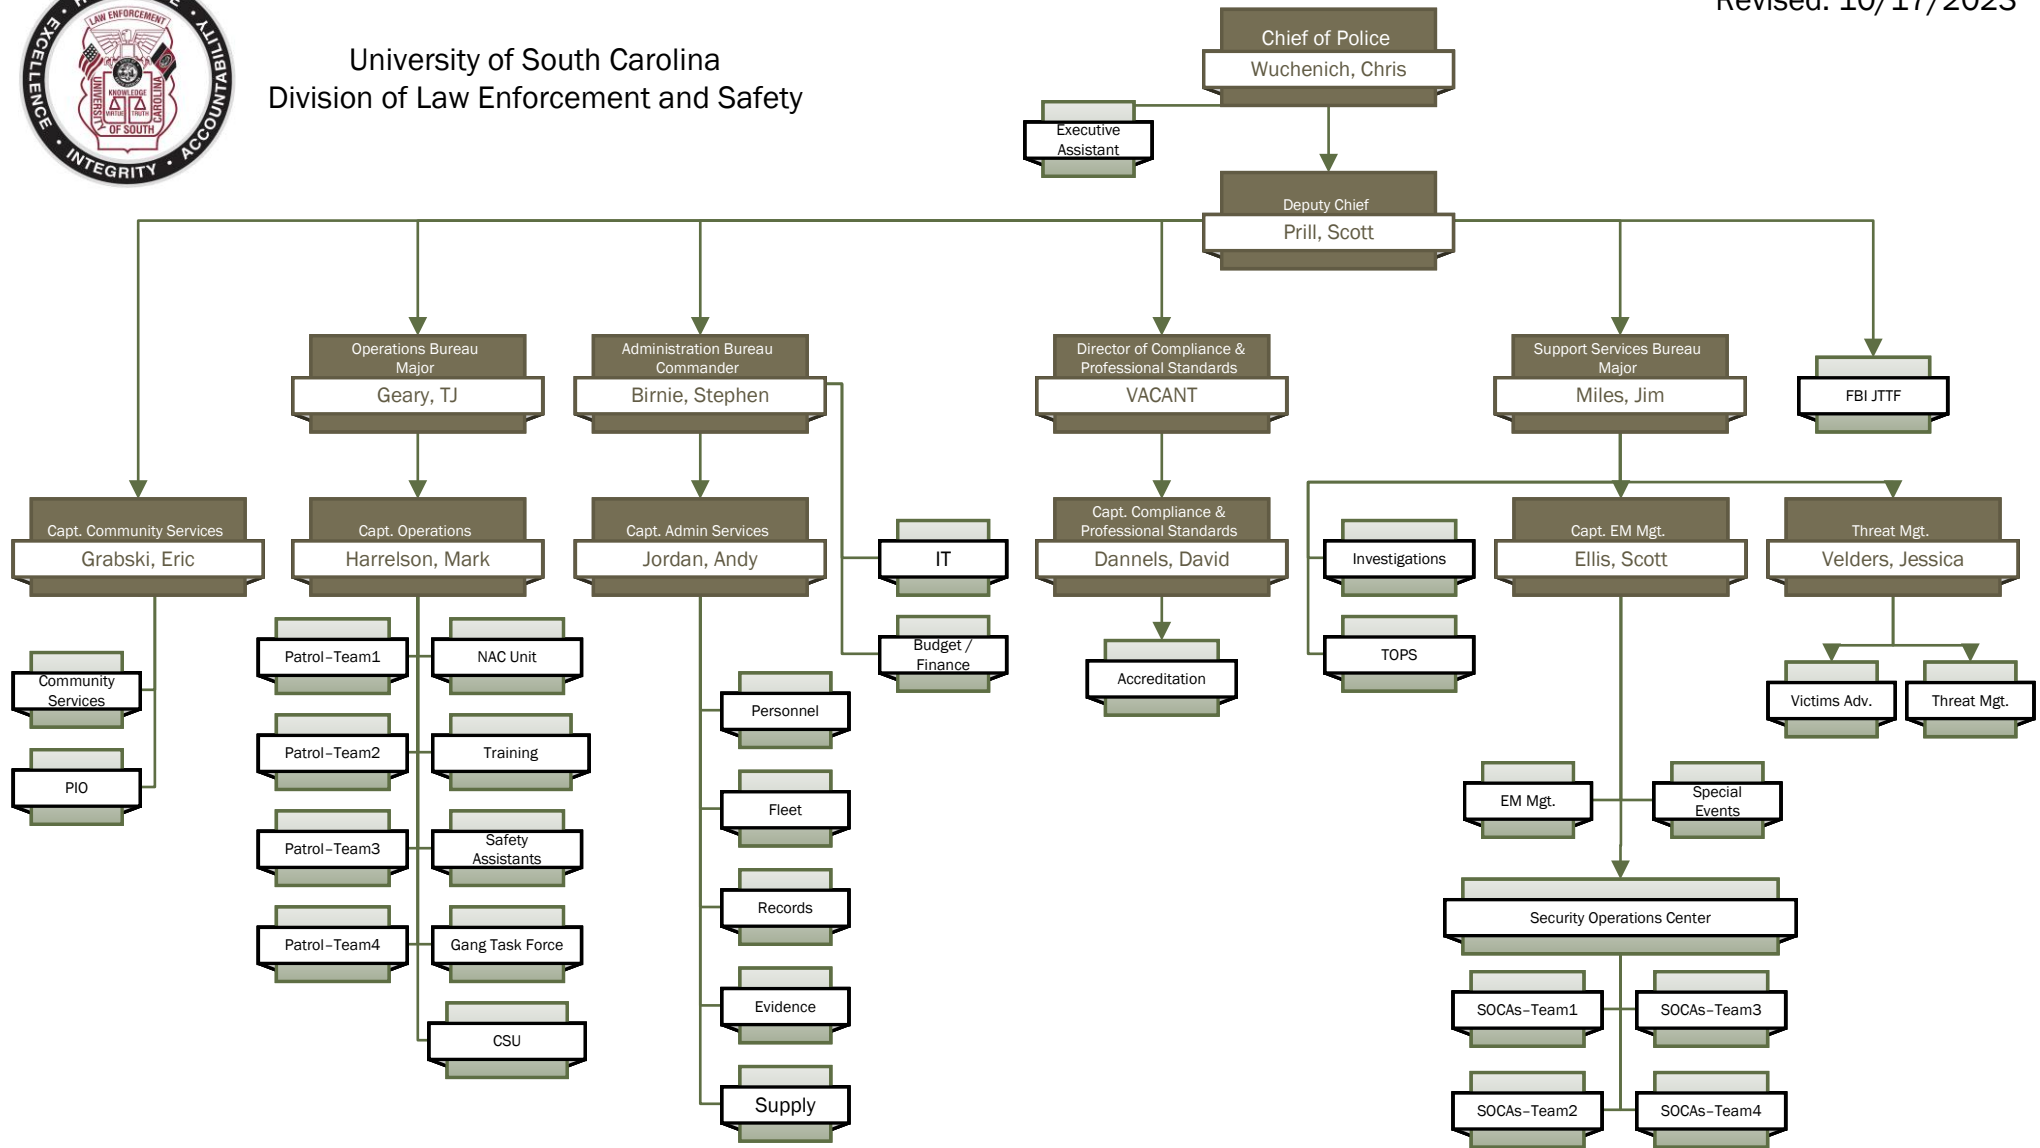 Revised: 10/17/2023
LAW ENFORCEMENT
EXCELLENCE • INTEGRITY • ACCOUNTABILITY
UNIVERSITY
KNOWLEDGE
VIRTUE TRUTH
CAROLINA
OF SOUTH
University of South Carolina
Division of Law Enforcement and Safety
Chief of Police
Wuchenich, Chris
Executive
Assistant
Deputy Chief
Prill, Scott
Operations Bureau
Major
Geary, TJ
Administration Bureau
Commander
Birnie, Stephen
Director of Compliance &
Professional Standards
VACANT
Support Services Bureau
Major
Miles, Jim
FBI JTTF
Capt. Community Services
Grabski, Eric
Capt. Operations
Harrelson, Mark
Capt. Admin Services
Jordan, Andy
IT
Budget /
Finance
Capt. Compliance &
Professional Standards
Dannels, David
Investigations
TOPS
Capt. EM Mgt.
Ellis, Scott
Threat Mgt.
Velders, Jessica
Community
Services
PIO
Patrol–Team1
NAC Unit
Patrol–Team2
Training
Patrol–Team3
Safety
Assistants
Patrol–Team4
Gang Task Force
CSU
Personnel
Fleet
Records
Evidence
Supply
Accreditation
Victims Adv.
Threat Mgt.
EM Mgt.
Special
Events
Security Operations Center
SOCAs–Team1
SOCAs–Team3
SOCAs–Team2
SOCAs–Team4